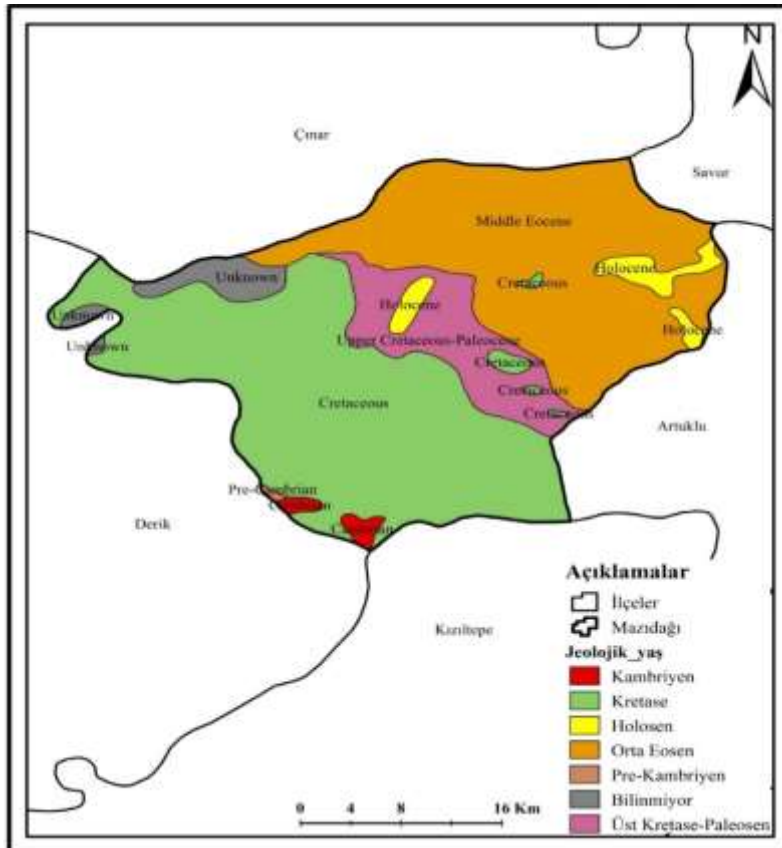 N
Çınar
Savur
Middle Eocene
Unknown
Cretaceous
Holocene
Unknown
Holocene
Holocene
Unknown
Upper Cretaceous-Paleocene
Cretaceous
Cretaceous
Cretaceous
Cretaceous
Artuklu
Pre-Cambrian
Cambrian
Derik
Cambrian
Kızıltepe
Açıklamalar
İlçeler
Mazıdağı
Jeolojik_yaş
Kambriyen
Kretase
Holosen
Orta Eosen
Pre-Kambriyen
Bilinmiyor
Üst Kretase-Paleosen
0 4 8 16 Km